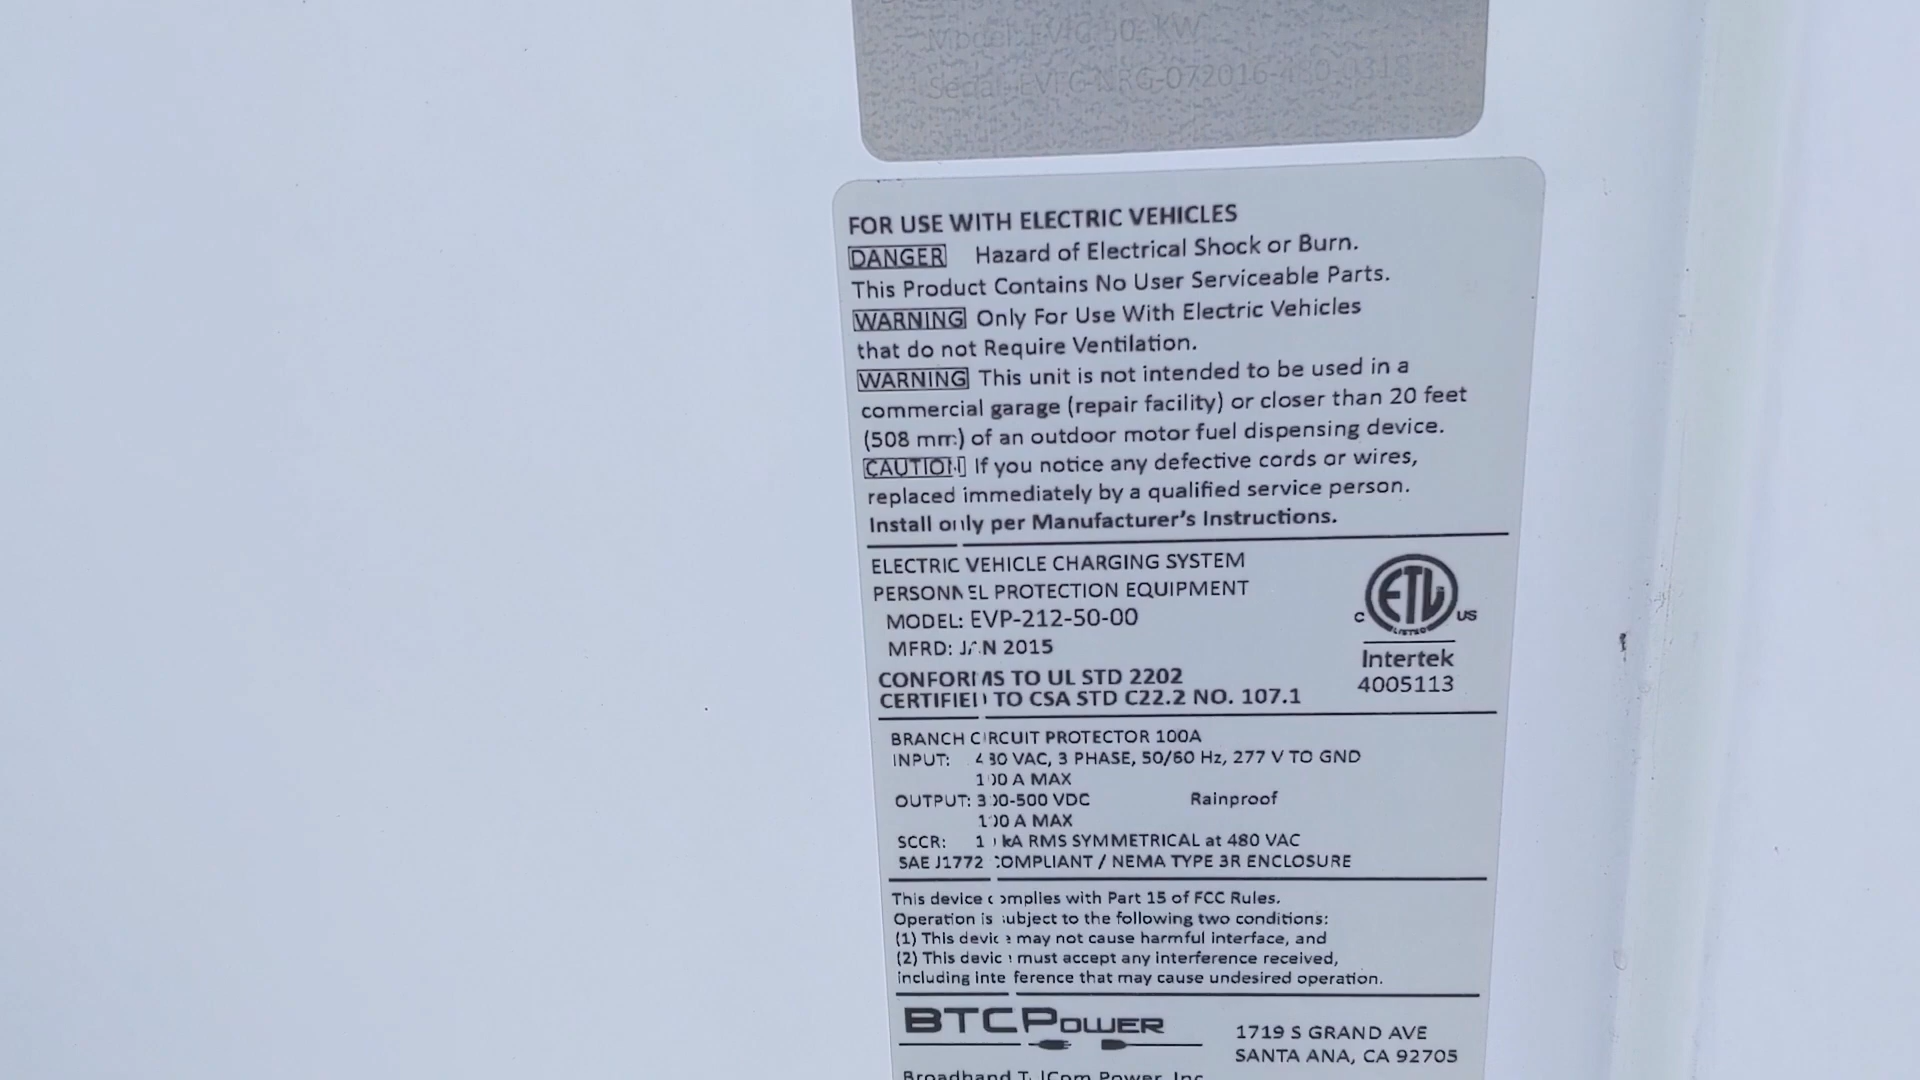 Model: EVFC-50-KW
Serial: EVFC-NRG-072016-480-0318
FOR USE WITH ELECTRIC VEHICLES
DANGER Hazard of Electrical Shock or Burn.
This Product Contains No User Serviceable Parts.
WARNING Only For Use With Electric Vehicles
that do not Require Ventilation.
WARNING This unit is not intended to be used in a
commercial garage (repair facility) or closer than 20 feet
(508 mm) of an outdoor motor fuel dispensing device.
CAUTION If you notice any defective cords or wires,
replaced immediately by a qualified service person.
Install only per Manufacturer's Instructions.
ELECTRIC VEHICLE CHARGING SYSTEM
PERSONNEL PROTECTION EQUIPMENT
MODEL: EVP-212-50-00
MFRD: JAN 2015
CONFORMS TO UL STD 2202
CERTIFIED TO CSA STD C22.2 NO. 107.1
C ETL US
LISTED
Intertek
4005113
BRANCH CIRCUIT PROTECTOR 100A
INPUT: 480 VAC, 3 PHASE, 50/60 Hz, 277 V TO GND
100 A MAX
OUTPUT: 300-500 VDC Rainproof
100 A MAX
SCCR: kA RMS SYMMETRICAL at 480 VAC
SAE J1772 COMPLIANT / NEMA TYPE 3R ENCLOSURE
This device complies with Part 15 of FCC Rules.
Operation is subject to the following two conditions:
(1) This device may not cause harmful interface, and
(2) This device must accept any interference received,
including interference that may cause undesired operation.
BTCPOWER
1719 S GRAND AVE
SANTA ANA, CA 92705
Broadband TelCom Power, Inc.